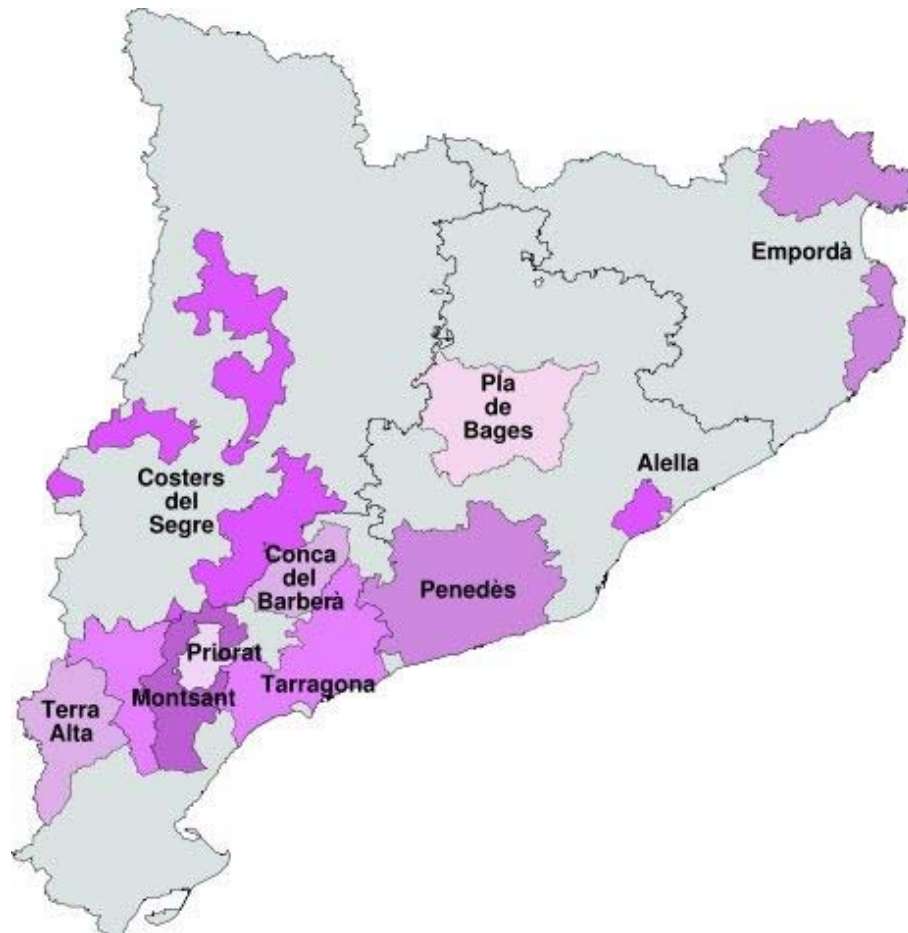 Empordà
Pla
de
Bages
Alella
Costers
del
Segre
Conca
del
Barberà
Penedès
Priorat
Tarragona
Montsant
Terra
Alta